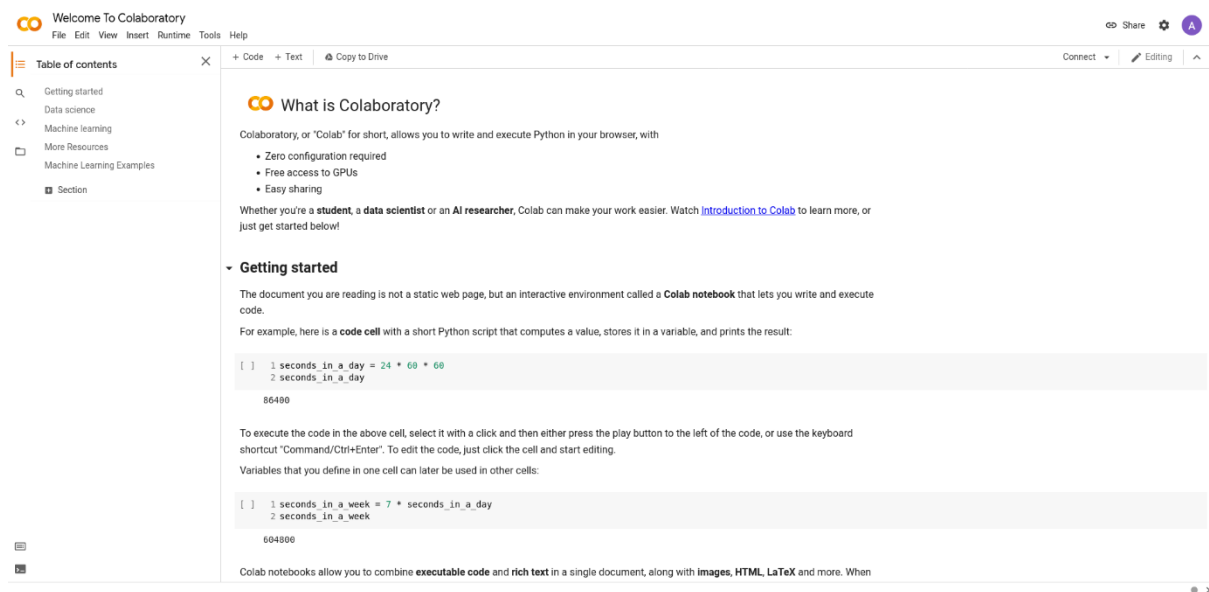 Welcome To Colaboratory
File Edit View Insert Runtime Tools Help
Share
A
Table of contents
Getting started
Data science
Machine learning
More Resources
Machine Learning Examples
Section
+ Code + Text Copy to Drive
Connect
Editing
What is Colaboratory?
Colaboratory, or "Colab" for short, allows you to write and execute Python in your browser, with
• Zero configuration required
• Free access to GPUs
• Easy sharing
Whether you're a student, a data scientist or an AI researcher, Colab can make your work easier. Watch Introduction to Colab to learn more, or
just get started below!
Getting started
The document you are reading is not a static web page, but an interactive environment called a Colab notebook that lets you write and execute
code.
For example, here is a code cell with a short Python script that computes a value, stores it in a variable, and prints the result:
[ ] 1 seconds_in_a_day = 24 * 60 * 60
2 seconds_in_a_day
86400
To execute the code in the above cell, select it with a click and then either press the play button to the left of the code, or use the keyboard
shortcut "Command/Ctrl+Enter". To edit the code, just click the cell and start editing.
Variables that you define in one cell can later be used in other cells:
[ ] 1 seconds_in_a_week = 7 * seconds_in_a_day
2 seconds_in_a_week
604800
Colab notebooks allow you to combine executable code and rich text in a single document, along with images, HTML, LaTeX and more. When